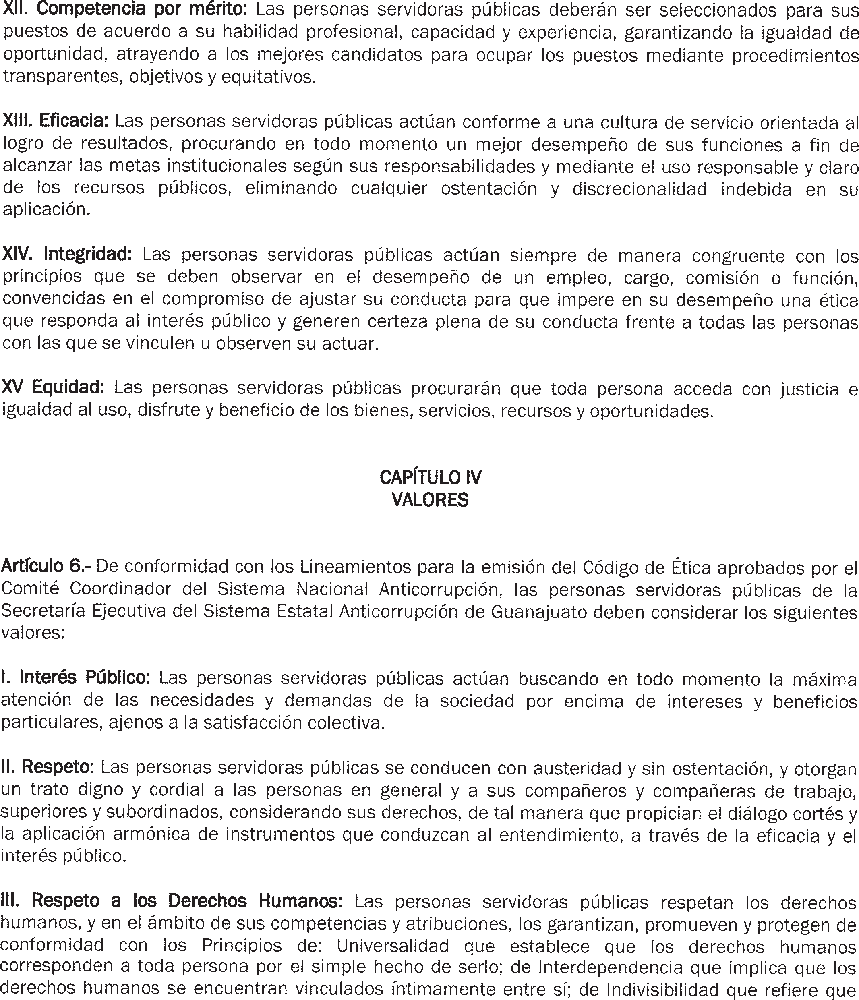 XII. Competencia por mérito: Las personas servidoras públicas deberán ser seleccionados para sus
puestos de acuerdo a su habilidad profesional, capacidad y experiencia, garantizando la igualdad de
oportunidad, atrayendo a los mejores candidatos para ocupar los puestos mediante procedimientos
transparentes, objetivos y equitativos.
XIII. Eficacia: Las personas servidoras públicas actúan conforme a una cultura de servicio orientada al
logro de resultados, procurando en todo momento un mejor desempeño de sus funciones a fin de
alcanzar las metas institucionales según sus responsabilidades y mediante el uso responsable y claro
de los recursos públicos, eliminando cualquier ostentación y discrecionalidad indebida en su
aplicación.
XIV. Integridad: Las personas servidoras públicas actúan siempre de manera congruente con los
principios que se deben observar en el desempeño de un empleo, cargo, comisión o función,
convencidas en el compromiso de ajustar su conducta para que impere en su desempeño una ética
que responda al interés público y generen certeza plena de su conducta frente a todas las personas
con las que se vinculen u observen su actuar.
XV Equidad: Las personas servidoras públicas procurarán que toda persona acceda con justicia e
igualdad al uso, disfrute y beneficio de los bienes, servicios, recursos y oportunidades.
CAPÍTULO IV
VALORES
Artículo 6.- De conformidad con los Lineamientos para la emisión del Código de Ética aprobados por el
Comité Coordinador del Sistema Nacional Anticorrupción, las personas servidoras públicas de la
Secretaría Ejecutiva del Sistema Estatal Anticorrupción de Guanajuato deben considerar los siguientes
valores:
I. Interés Público: Las personas servidoras públicas actúan buscando en todo momento la máxima
atención de las necesidades y demandas de la sociedad por encima de intereses y beneficios
particulares, ajenos a la satisfacción colectiva.
II. Respeto: Las personas servidoras públicas se conducen con austeridad y sin ostentación, y otorgan
un trato digno y cordial a las personas en general y a sus compañeros y compañeras de trabajo,
superiores y subordinados, considerando sus derechos, de tal manera que propician el diálogo cortés y
la aplicación armónica de instrumentos que conduzcan al entendimiento, a través de la eficacia y el
interés público.
III. Respeto a los Derechos Humanos: Las personas servidoras públicas respetan los derechos
humanos, y en el ámbito de sus competencias y atribuciones, los garantizan, promueven y protegen de
conformidad con los Principios de: Universalidad que establece que los derechos humanos
corresponden a toda persona por el simple hecho de serlo; de Interdependencia que implica que los
derechos humanos se encuentran vinculados íntimamente entre sí; de Indivisibilidad que refiere que